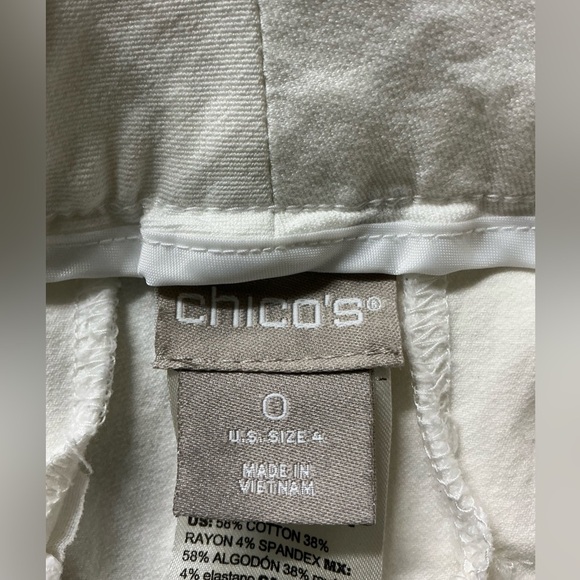 chico's®
0
U.S. SIZE 4
MADE IN
VIETNAM
US: 58% COTTON 38%
RAYON 4% SPANDEX MX:
58% ALGODÓN 38%
4% elastano